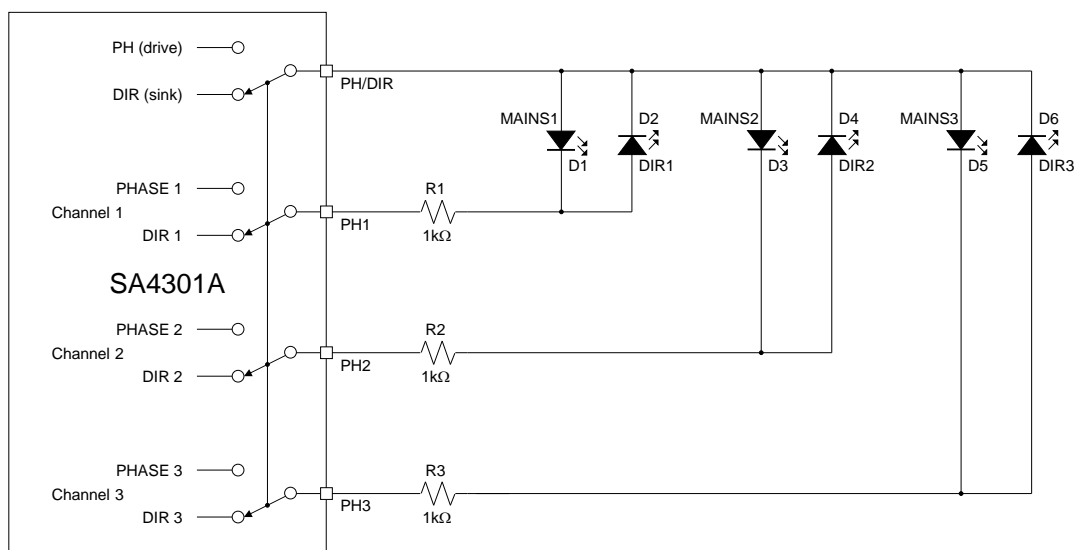 PH (drive)
DIR (sink)
PH/DIR
MAINS1
D2
MAINS2
D4
MAINS3
D6
D1
DIR1
D3
DIR2
D5
DIR3
PHASE 1
Channel 1
DIR 1
PH1
R1
1kΩ
SA4301A
PHASE 2
Channel 2
DIR 2
PH2
R2
1kΩ
PHASE 3
Channel 3
DIR 3
PH3
R3
1kΩ